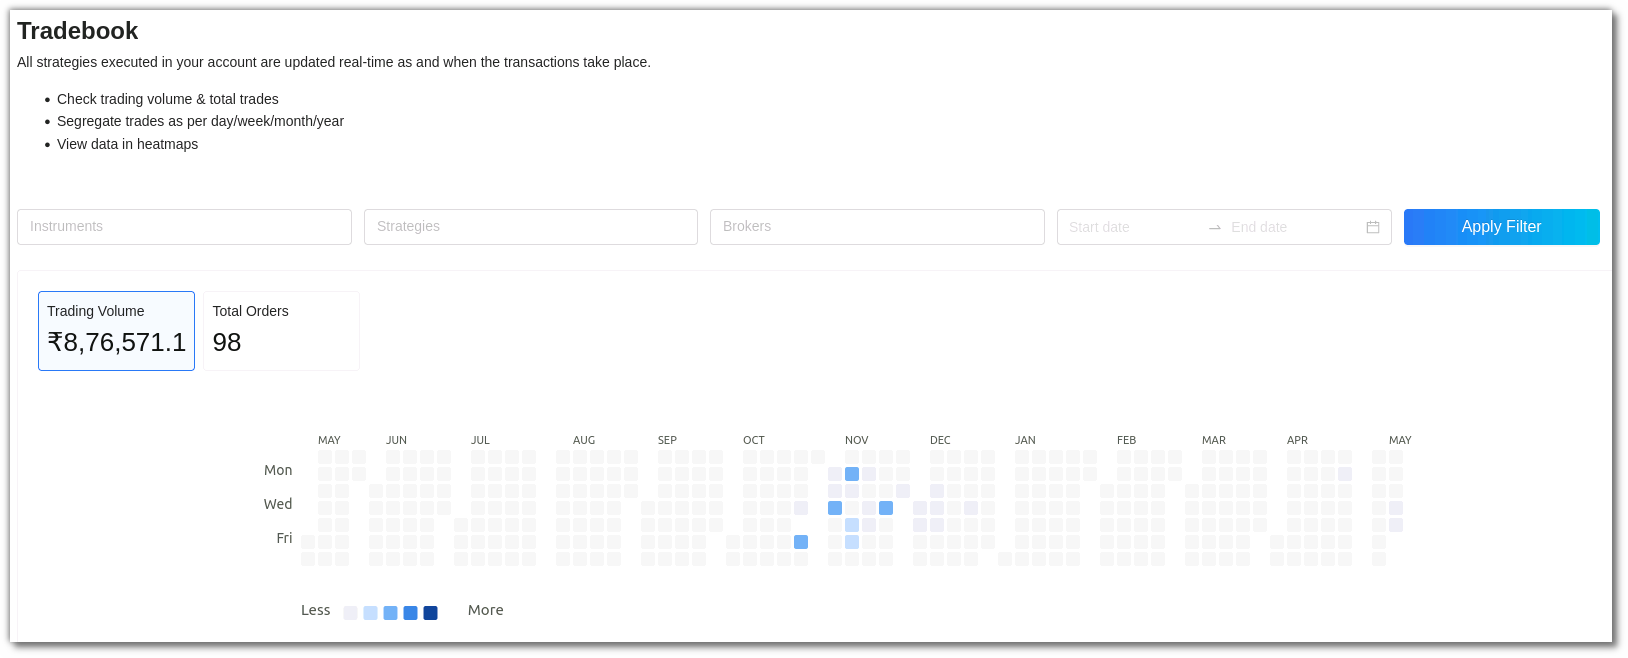 Tradebook
All strategies executed in your account are updated real-time as and when the transactions take place.
• Check trading volume & total trades
• Segregate trades as per day/week/month/year
• View data in heatmaps
Instruments Strategies Brokers Start date → End date Apply Filter
Trading Volume Total Orders
₹8,76,571.1 98
MAY JUN JUL AUG SEP OCT NOV DEC JAN FEB MAR APR MAY
Mon
Wed
Fri
Less More